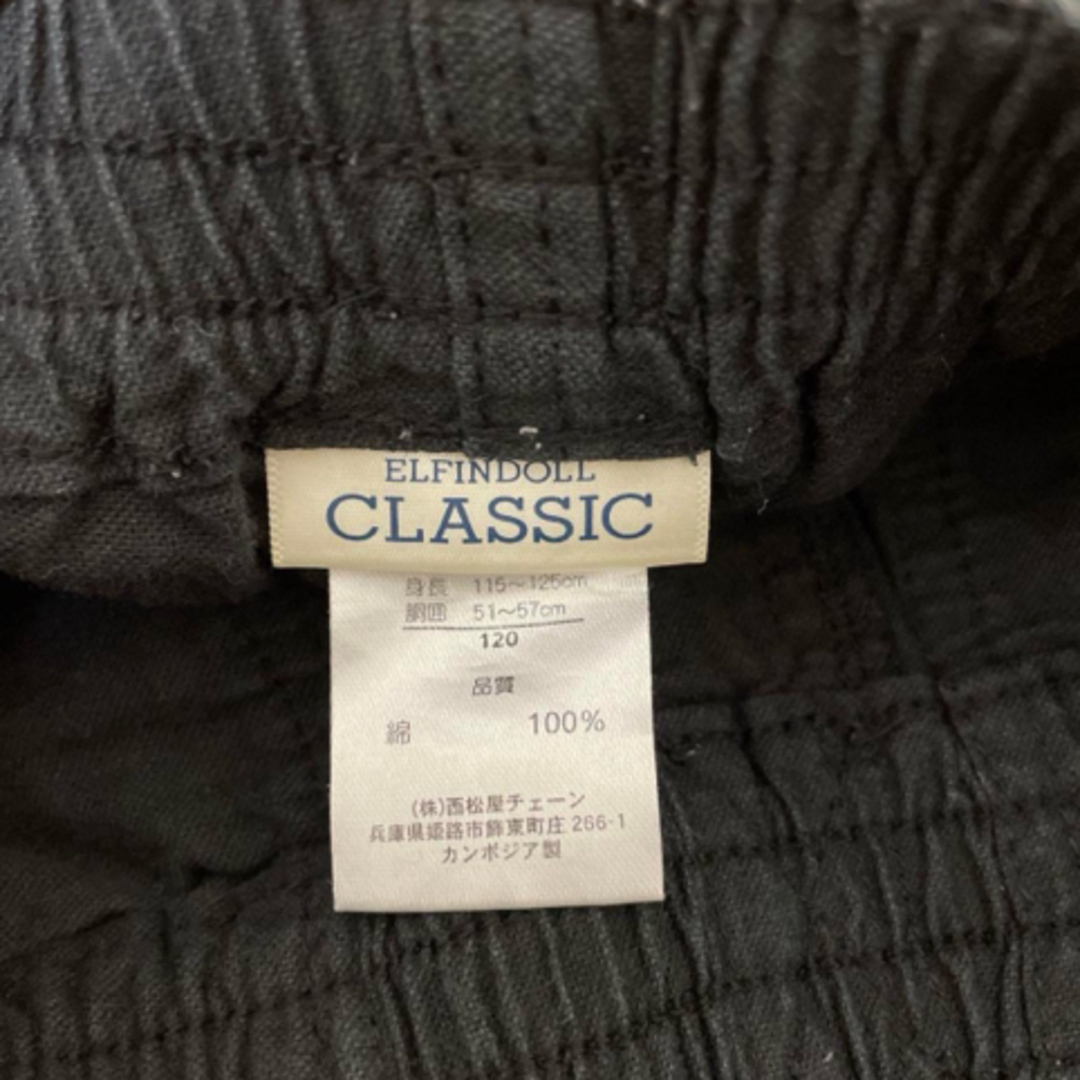 ELFINDOLL
CLASSIC
身長 115～125cm
胴囲 51～57cm
120
品質
綿 100%
(株)西松屋チェーン
兵庫県姫路市飾東町庄 266-1
カンボジア製